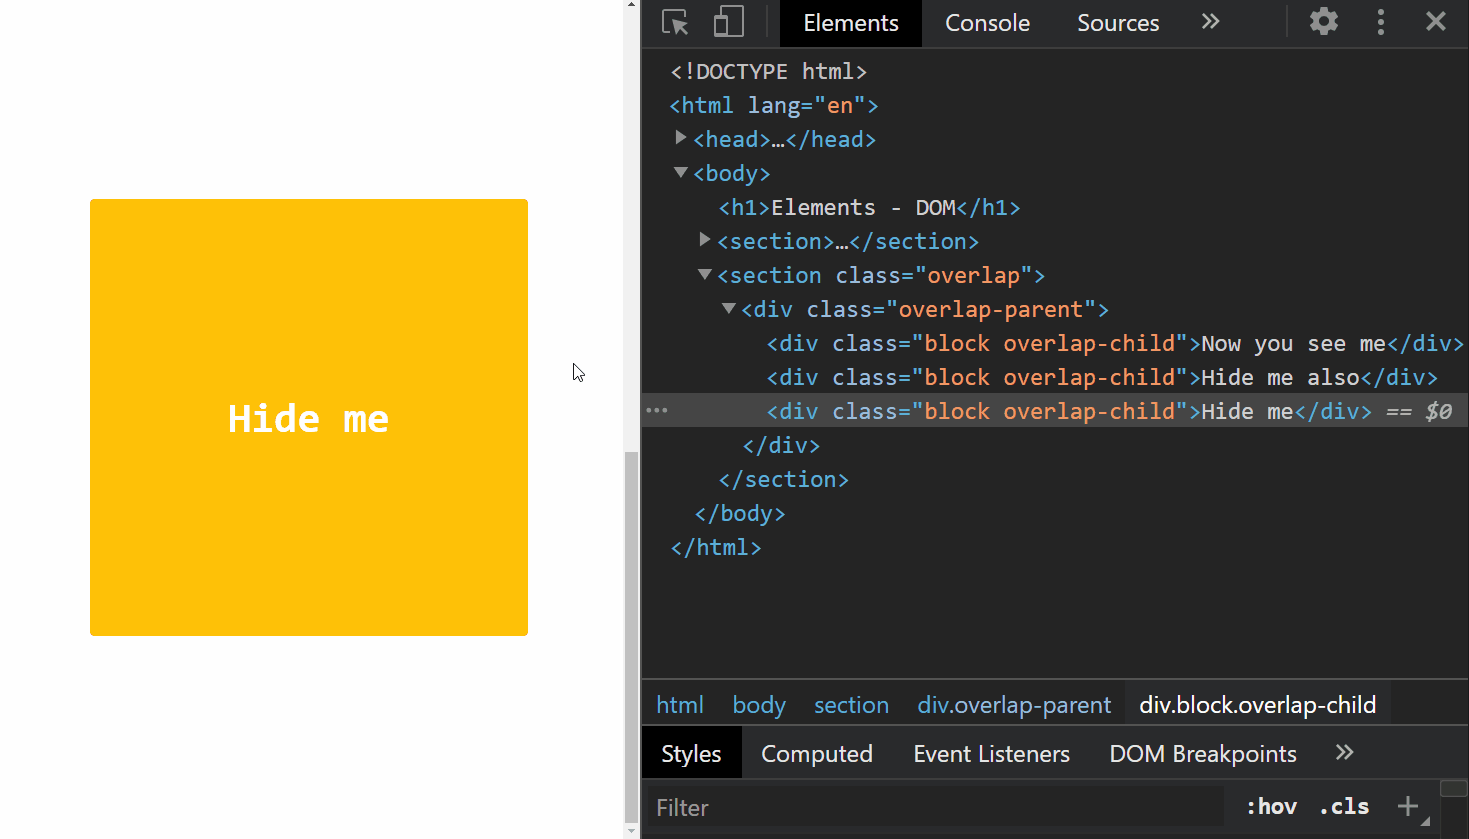 Hide me
Elements Console Sources »
<!DOCTYPE html>
<html lang="en">
<head>…</head>
<body>
<h1>Elements - DOM</h1>
<section>…</section>
<section class="overlap">
<div class="overlap-parent">
<div class="block overlap-child">Now you see me</div>
<div class="block overlap-child">Hide me also</div>
<div class="block overlap-child">Hide me</div> == $0
</div>
</section>
</body>
</html>
html body section div.overlap-parent div.block.overlap-child
Styles Computed Event Listeners DOM Breakpoints »
Filter :hov .cls +